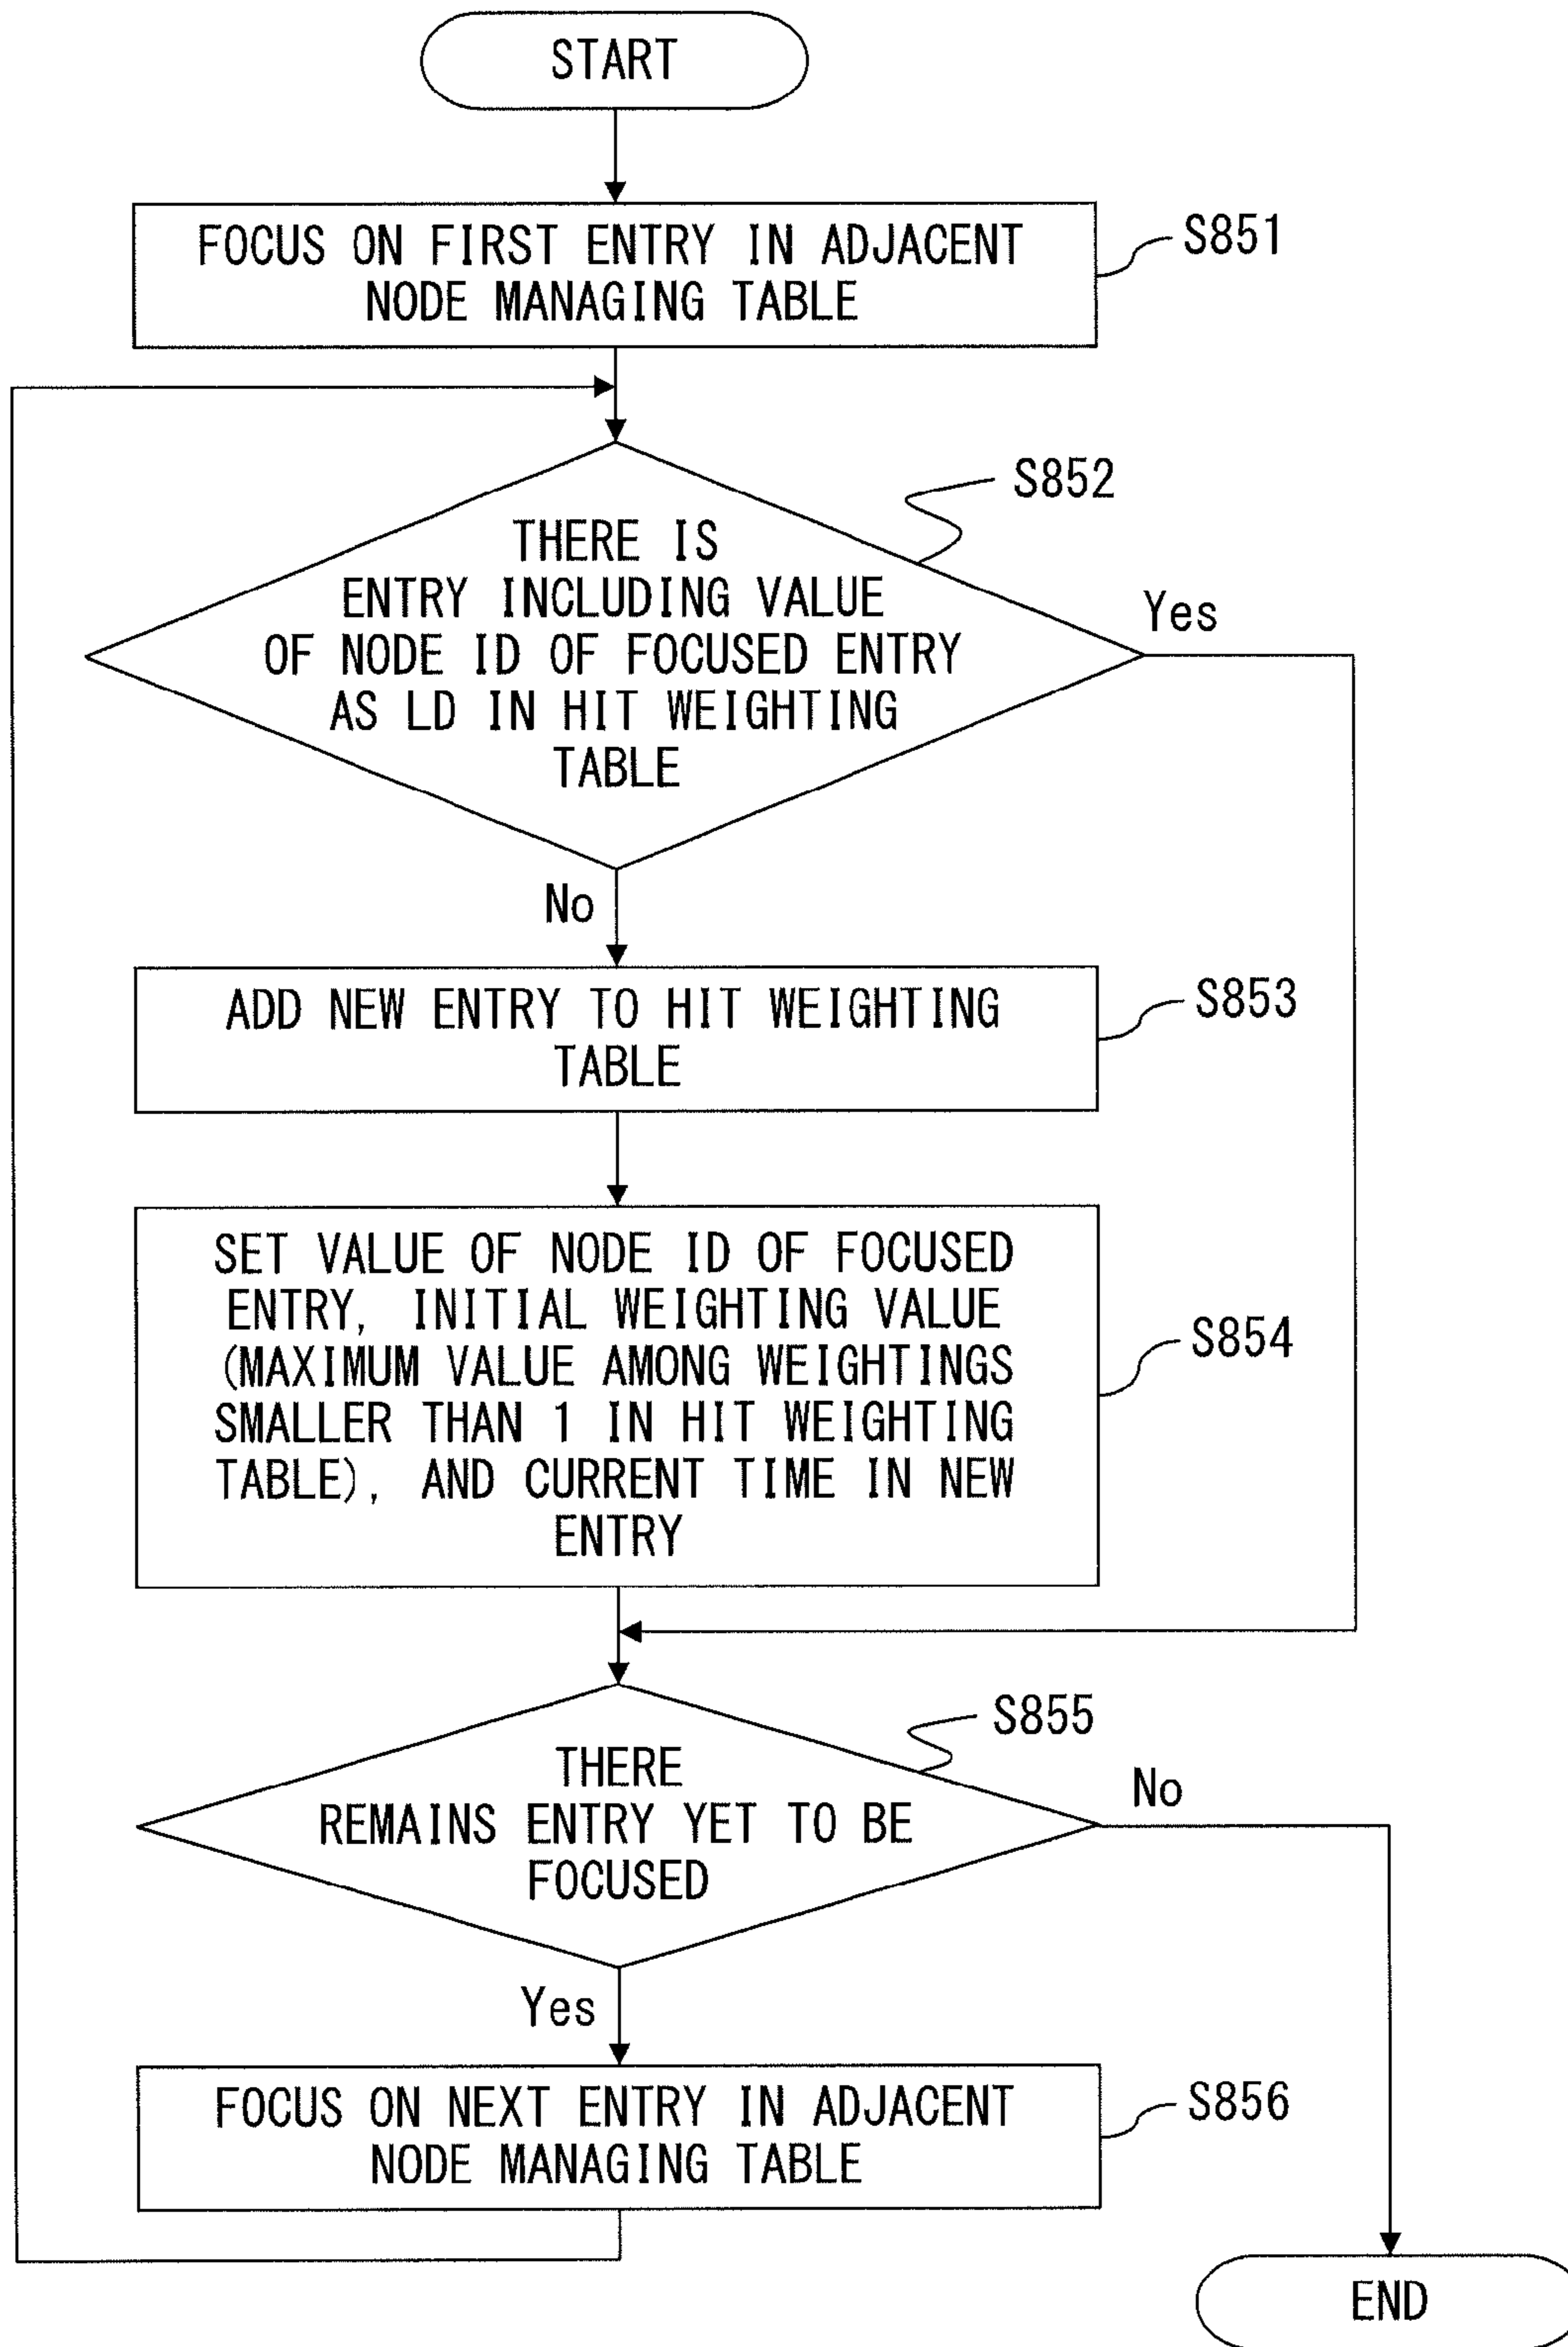 START
FOCUS ON FIRST ENTRY IN ADJACENT
NODE MANAGING TABLE
S851
S852
THERE IS
ENTRY INCLUDING VALUE
OF NODE ID OF FOCUSED ENTRY
AS LD IN HIT WEIGHTING
TABLE
Yes
No
ADD NEW ENTRY TO HIT WEIGHTING
TABLE
S853
SET VALUE OF NODE ID OF FOCUSED
ENTRY, INITIAL WEIGHTING VALUE
(MAXIMUM VALUE AMONG WEIGHTINGS
SMALLER THAN 1 IN HIT WEIGHTING
TABLE), AND CURRENT TIME IN NEW
ENTRY
S854
S855
THERE
REMAINS ENTRY YET TO BE
FOCUSED
No
Yes
FOCUS ON NEXT ENTRY IN ADJACENT
NODE MANAGING TABLE
S856
END